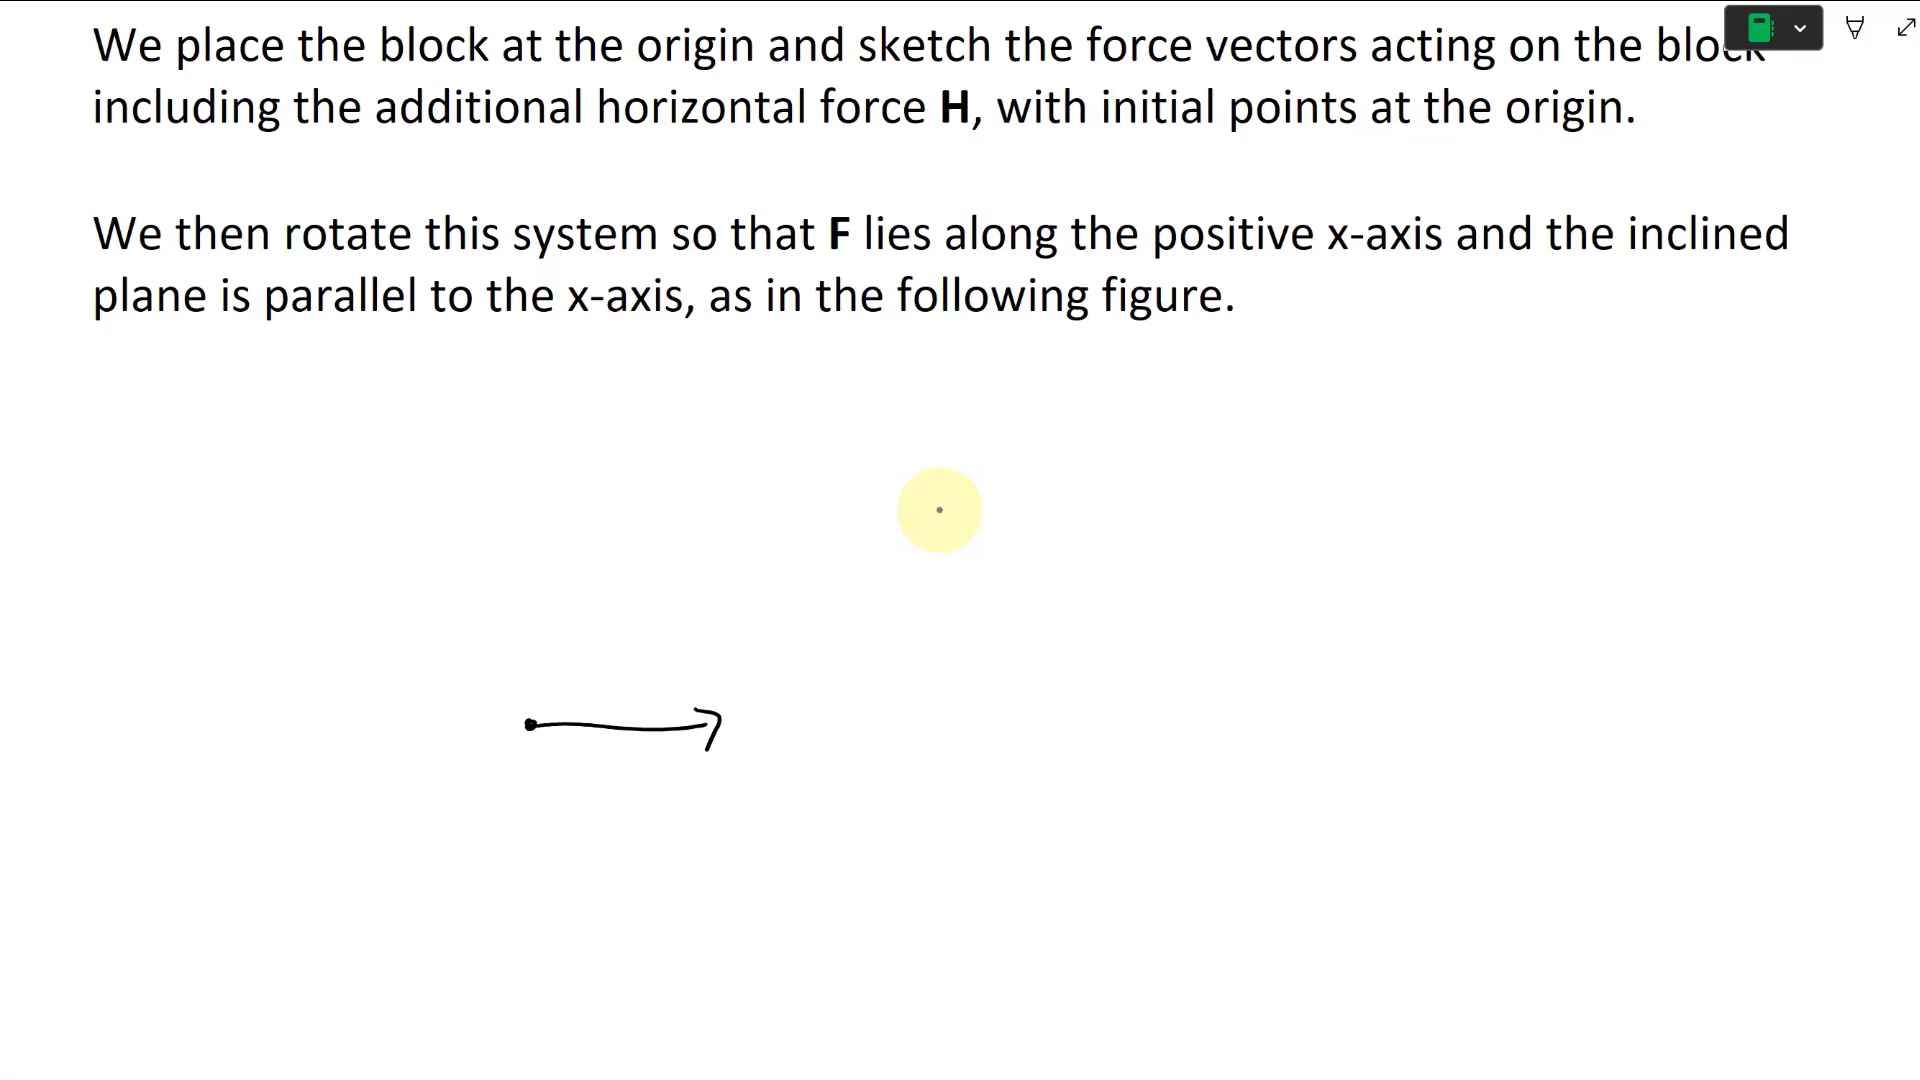 We place the block at the origin and sketch the force vectors acting on the block
including the additional horizontal force H, with initial points at the origin.
We then rotate this system so that F lies along the positive x-axis and the inclined
plane is parallel to the x-axis, as in the following figure.